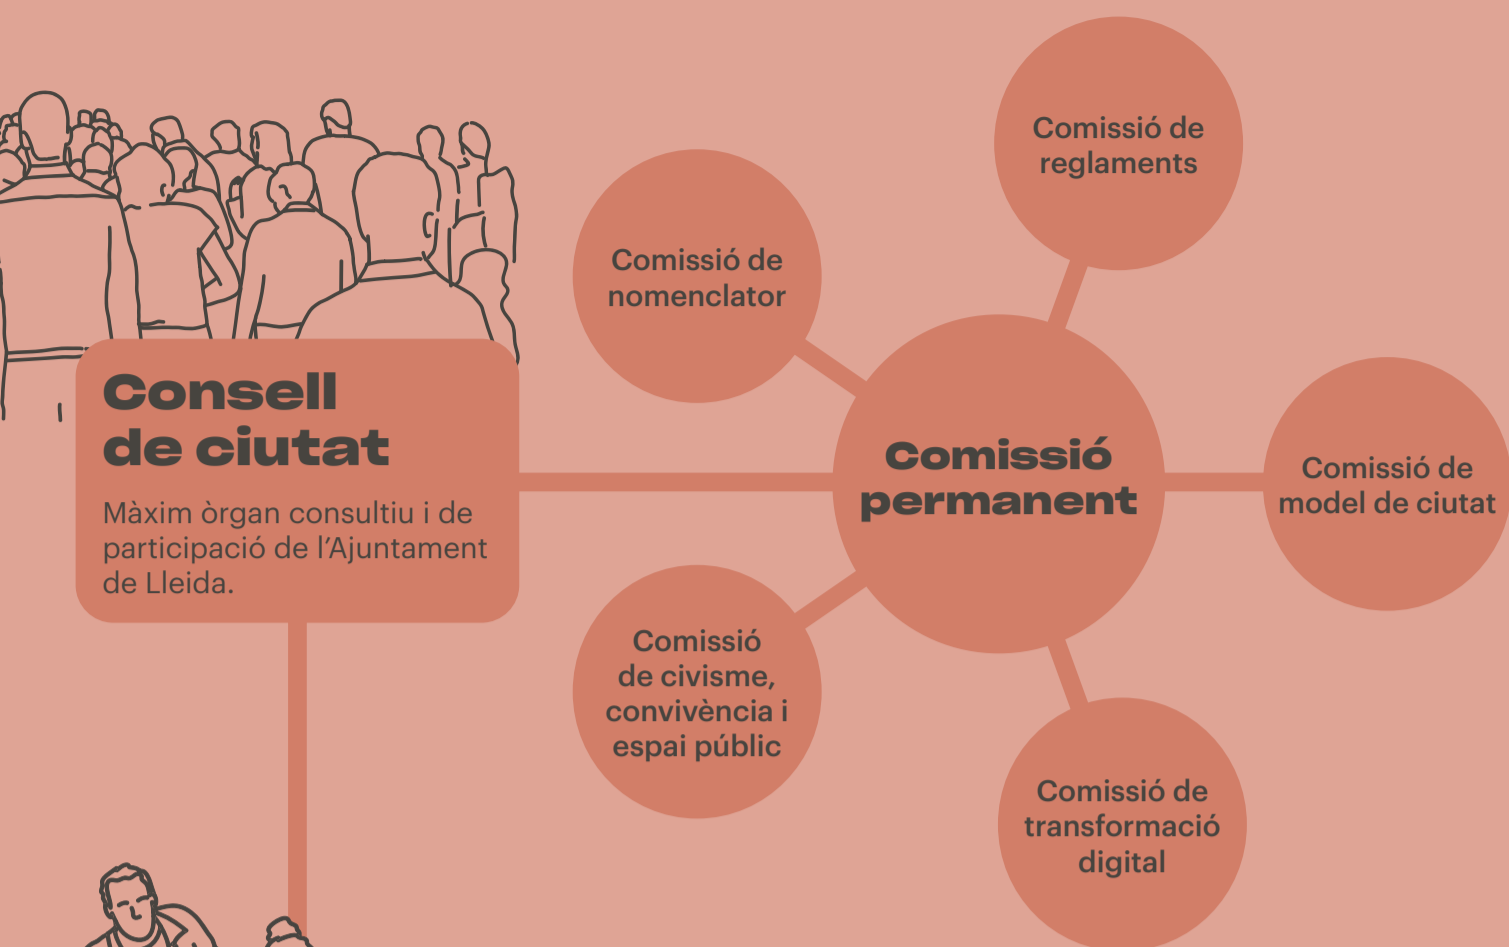 Consell
de ciutat
Màxim òrgan consultiu i de
participació de l’Ajuntament
de Lleida.
Comissió de
nomenclator
Comissió de
reglaments
Comissió
permanent
Comissió de
model de ciutat
Comissió
de civisme,
convivència i
espai públic
Comissió de
transformació
digital